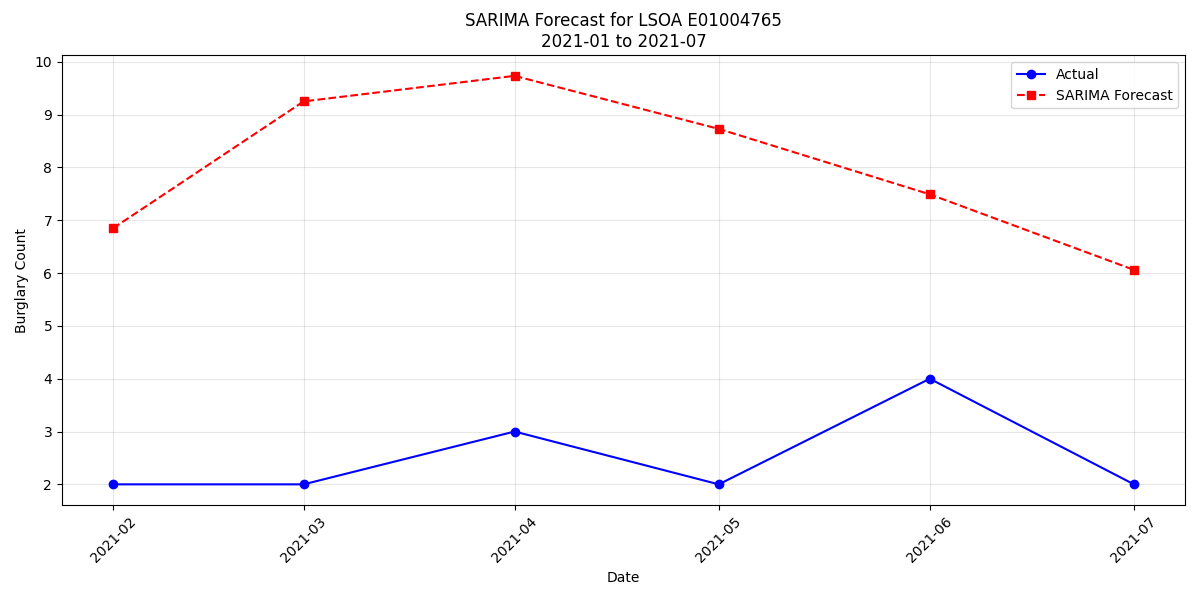 SARIMA Forecast for LSOA E01004765
2021-01 to 2021-07
Actual
SARIMA Forecast
10
9
8
7
6
5
4
3
2
Burglary Count
2021-02
2021-03
2021-04
2021-05
2021-06
2021-07
Date